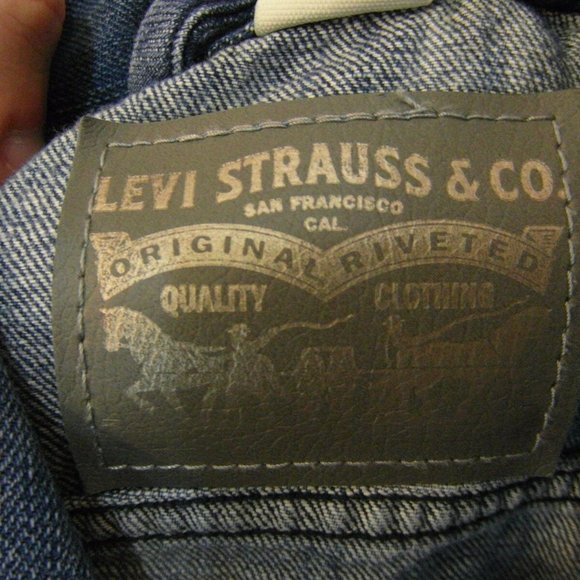 LEVI STRAUSS & CO.
SAN FRANCISCO
CAL.
ORIGINAL RIVETED
QUALITY CLOTHING